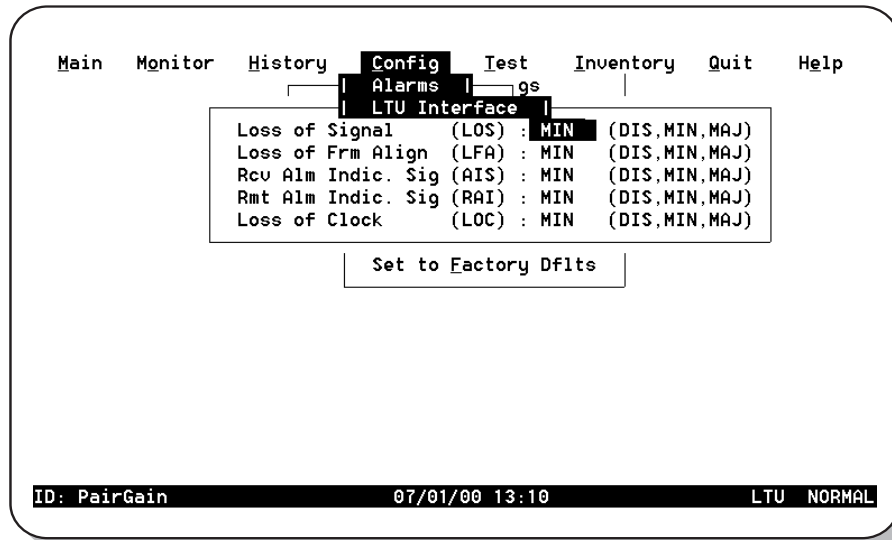 Main Monitor History Config Test Inventory Quit Help
Alarms gs
LTU Interface
Loss of Signal (LOS) : MIN (DIS,MIN,MAJ)
Loss of Frm Align (LFA) : MIN (DIS,MIN,MAJ)
Rcv Alm Indic. Sig (AIS) : MIN (DIS,MIN,MAJ)
Rmt Alm Indic. Sig (RAI) : MIN (DIS,MIN,MAJ)
Loss of Clock (LOC) : MIN (DIS,MIN,MAJ)
Set to Factory Dflts
ID: PairGain 07/01/00 13:10 LTU NORMAL